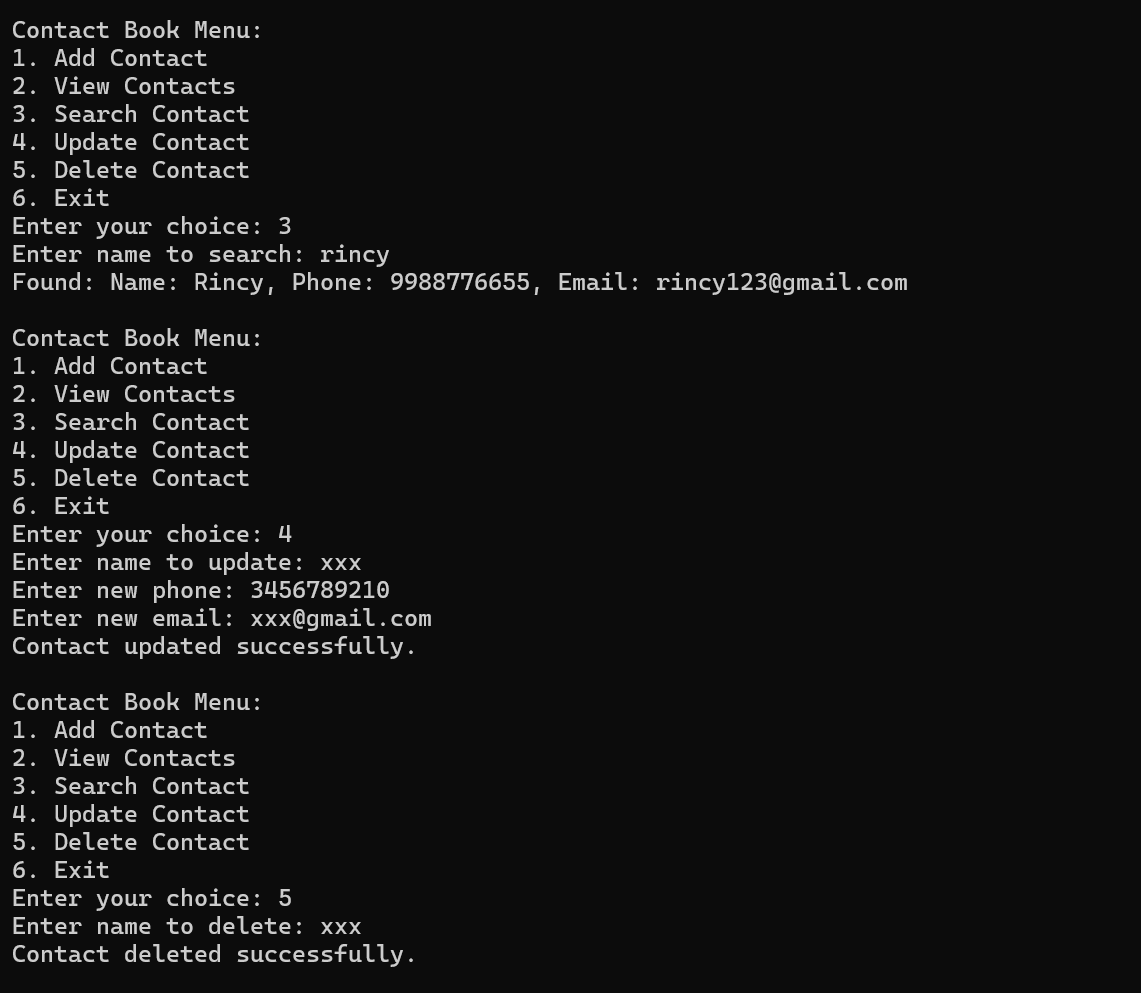 Contact Book Menu:
1. Add Contact
2. View Contacts
3. Search Contact
4. Update Contact
5. Delete Contact
6. Exit
Enter your choice: 3
Enter name to search: rincy
Found: Name: Rincy, Phone: 9988776655, Email: rincy123@gmail.com

Contact Book Menu:
1. Add Contact
2. View Contacts
3. Search Contact
4. Update Contact
5. Delete Contact
6. Exit
Enter your choice: 4
Enter name to update: xxx
Enter new phone: 3456789210
Enter new email: xxx@gmail.com
Contact updated successfully.

Contact Book Menu:
1. Add Contact
2. View Contacts
3. Search Contact
4. Update Contact
5. Delete Contact
6. Exit
Enter your choice: 5
Enter name to delete: xxx
Contact deleted successfully.